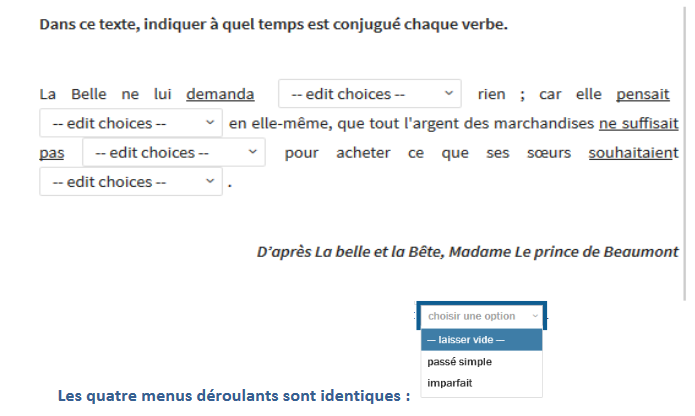 Dans ce texte, indiquer à quel temps est conjugué chaque verbe.
La Belle ne lui demanda -- edit choices -- rien ; car elle pensait
-- edit choices -- en elle-même, que tout l'argent des marchandises ne suffisait
pas -- edit choices -- pour acheter ce que ses sœurs souhaitaient
-- edit choices -- .
D'après La belle et la Bête, Madame Le prince de Beaumont
: choisir une option .
— laisser vide —
passé simple
imparfait
Les quatre menus déroulants sont identiques :